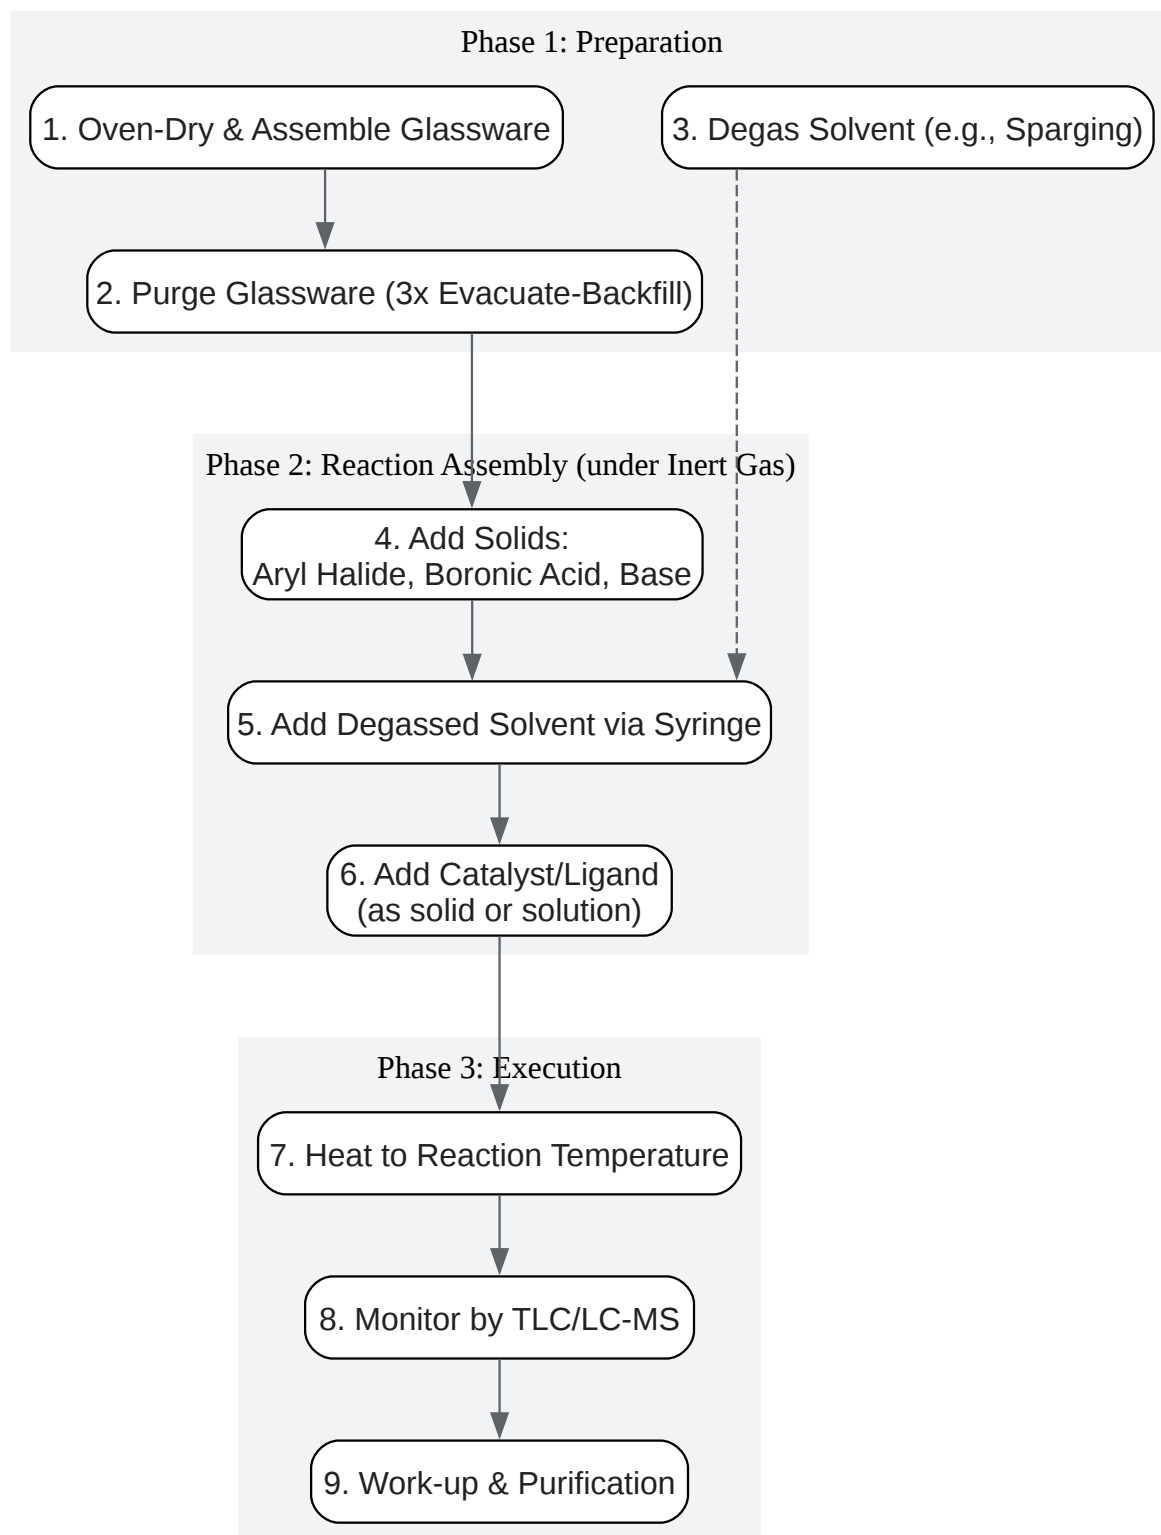 Phase 1: Preparation
1. Oven-Dry & Assemble Glassware
3. Degas Solvent (e.g., Sparging)
2. Purge Glassware (3x Evacuate-Backfill)
Phase 2: Reaction Assembly (under Inert Gas)
4. Add Solids:
Aryl Halide, Boronic Acid, Base
5. Add Degassed Solvent via Syringe
6. Add Catalyst/Ligand
(as solid or solution)
Phase 3: Execution
7. Heat to Reaction Temperature
8. Monitor by TLC/LC-MS
9. Work-up & Purification